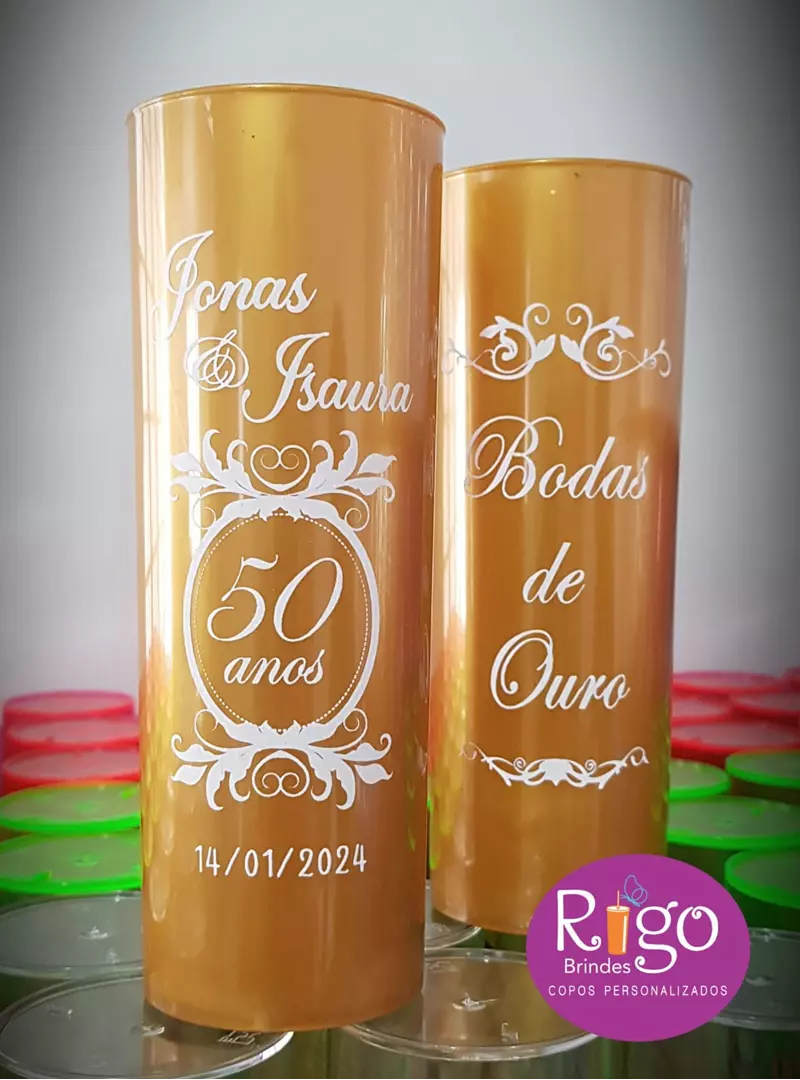 Jonas
& Isaura
50
anos
14/01/2024
Bodas
de
Ouro
Rigo
Brindes
COPOS PERSONALIZADOS